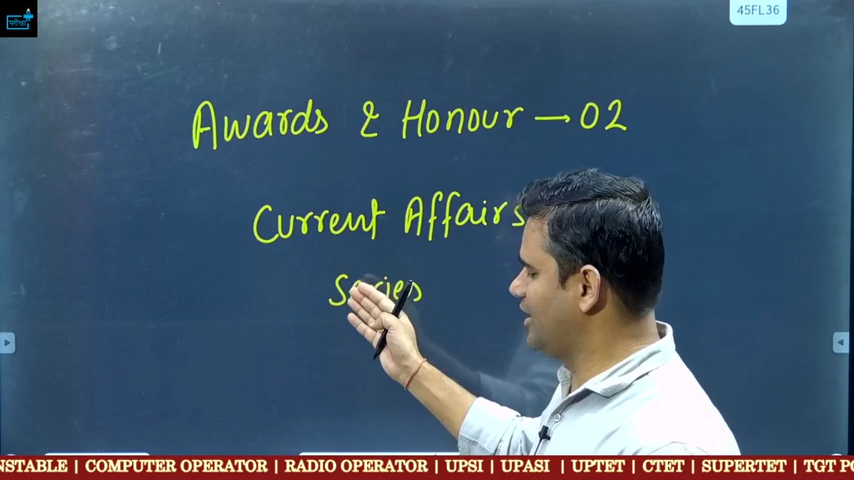 परीक्षा
45FL36
Awards & Honour → 02
Current Affairs
Series
NSTABLE | COMPUTER OPERATOR | RADIO OPERATOR | UPSI | UPASI | UPTET | CTET | SUPERTET | TGT PG